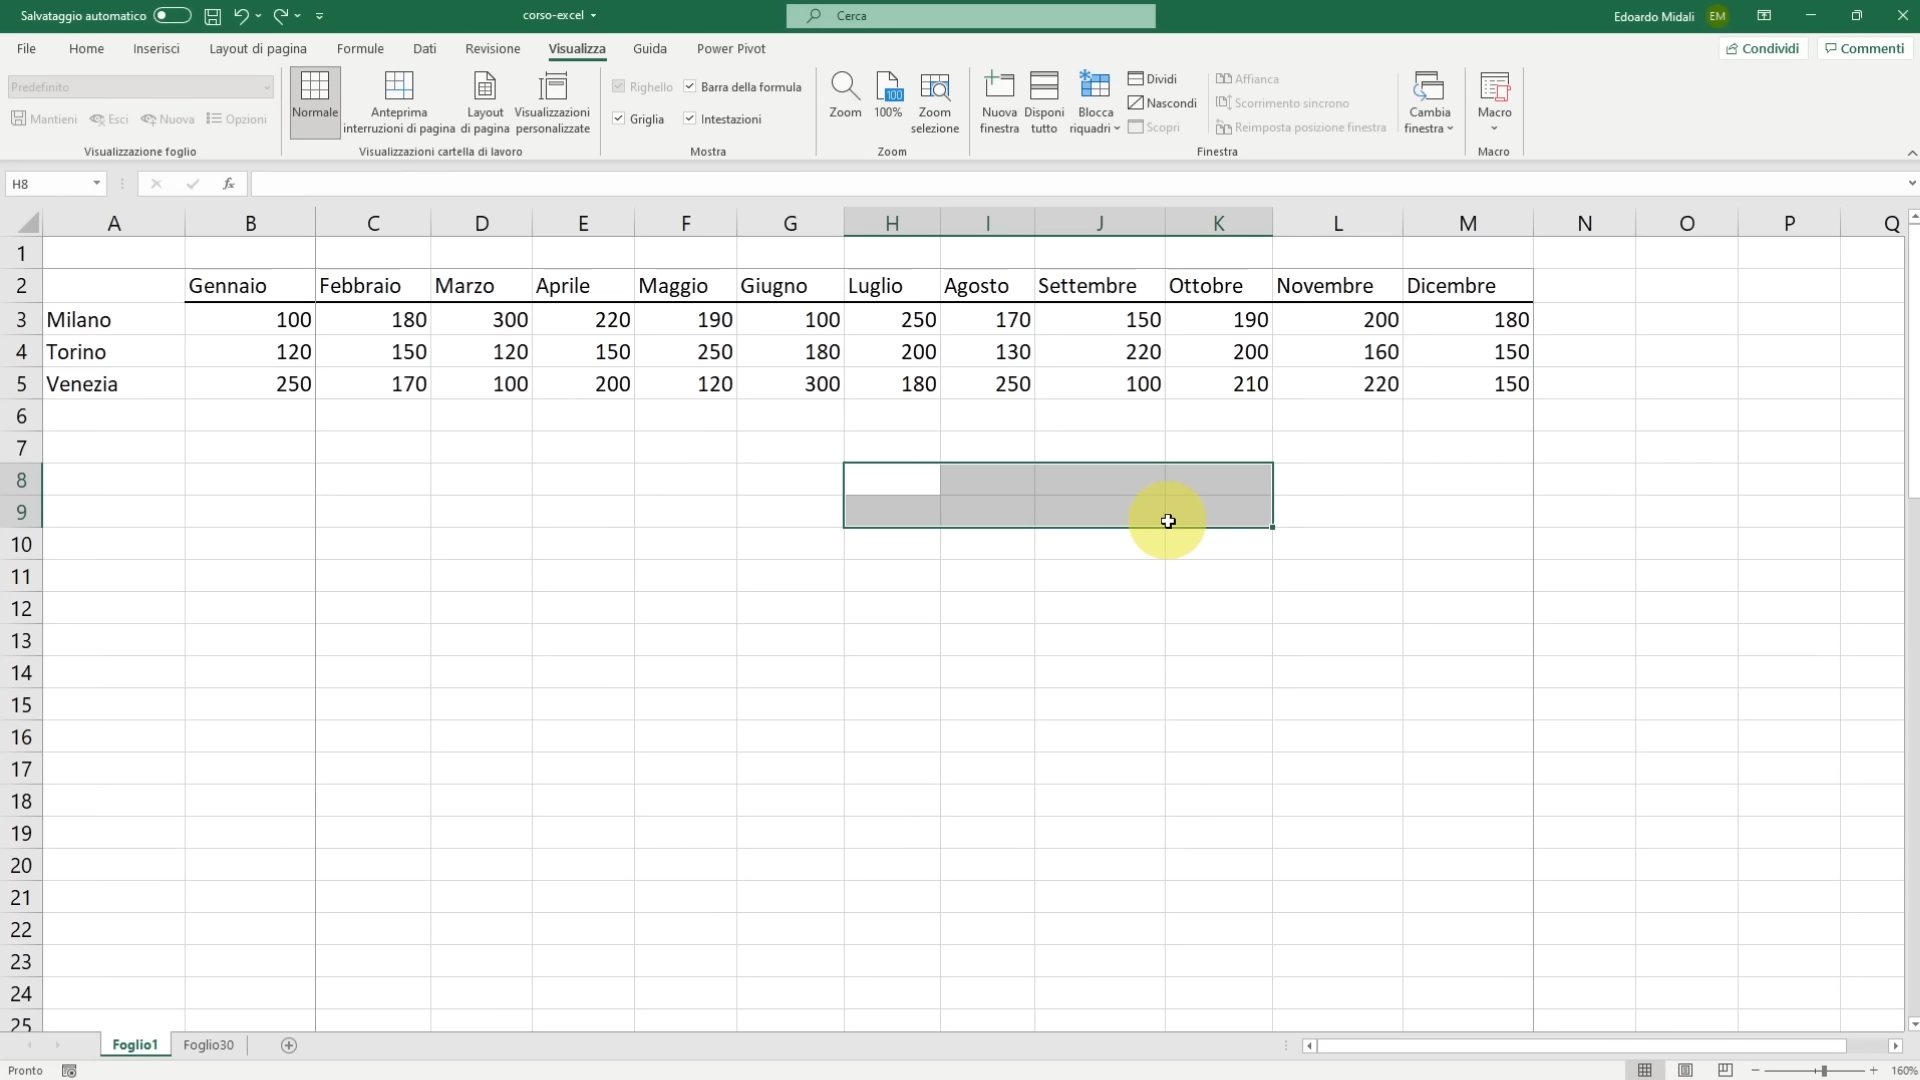 Salvataggio automatico corso-excel Cerca Edoardo Midali EM
File Home Inserisci Layout di pagina Formule Dati Revisione Visualizza Guida Power Pivot Condividi Commenti
Predefinito
Mantieni Esci Nuova Opzioni
Visualizzazione foglio
Normale
Anteprima
interruzioni di pagina
Layout
di pagina
Visualizzazioni
personalizzate
Visualizzazioni cartella di lavoro
Righello Barra della formula
Griglia Intestazioni
Mostra
Zoom
100
100%
Zoom
selezione
Zoom
Nuova
finestra
Disponi
tutto
Blocca
riquadri
Dividi
Nascondi
Scopri
Affianca
Scorrimento sincrono
Reimposta posizione finestra
Cambia
finestra
Finestra
Macro
Macro
H8 fx
A B C D E F G H I J K L M N O P Q
1
2 Gennaio Febbraio Marzo Aprile Maggio Giugno Luglio Agosto Settembre Ottobre Novembre Dicembre
3 Milano 100 180 300 220 190 100 250 170 150 190 200 180
4 Torino 120 150 120 150 250 180 200 130 220 200 160 150
5 Venezia 250 170 100 200 120 300 180 250 100 210 220 150
6
7
8
9
10
11
12
13
14
15
16
17
18
19
20
21
22
23
24
25
Foglio1 Foglio30
Pronto 160%